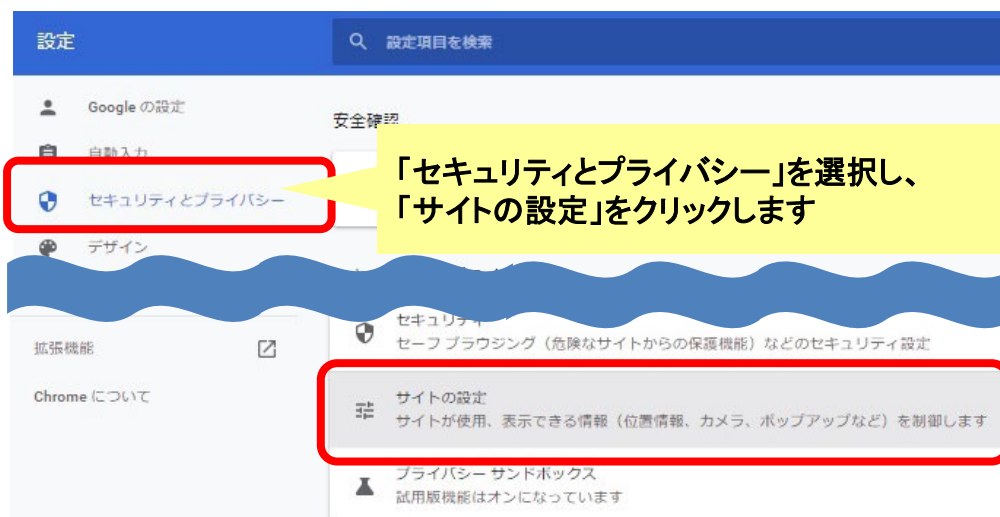 設定
設定項目を検索
Google の設定
自動入力
セキュリティとプライバシー
デザイン
拡張機能
Chrome について
安全確認
「セキュリティとプライバシー」を選択し、
「サイトの設定」をクリックします
セキュリティ
セーフ ブラウジング（危険なサイトからの保護機能）などのセキュリティ設定
サイトの設定
サイトが使用、表示できる情報（位置情報、カメラ、ポップアップなど）を制御します
プライバシー サンドボックス
試用版機能はオンになっています